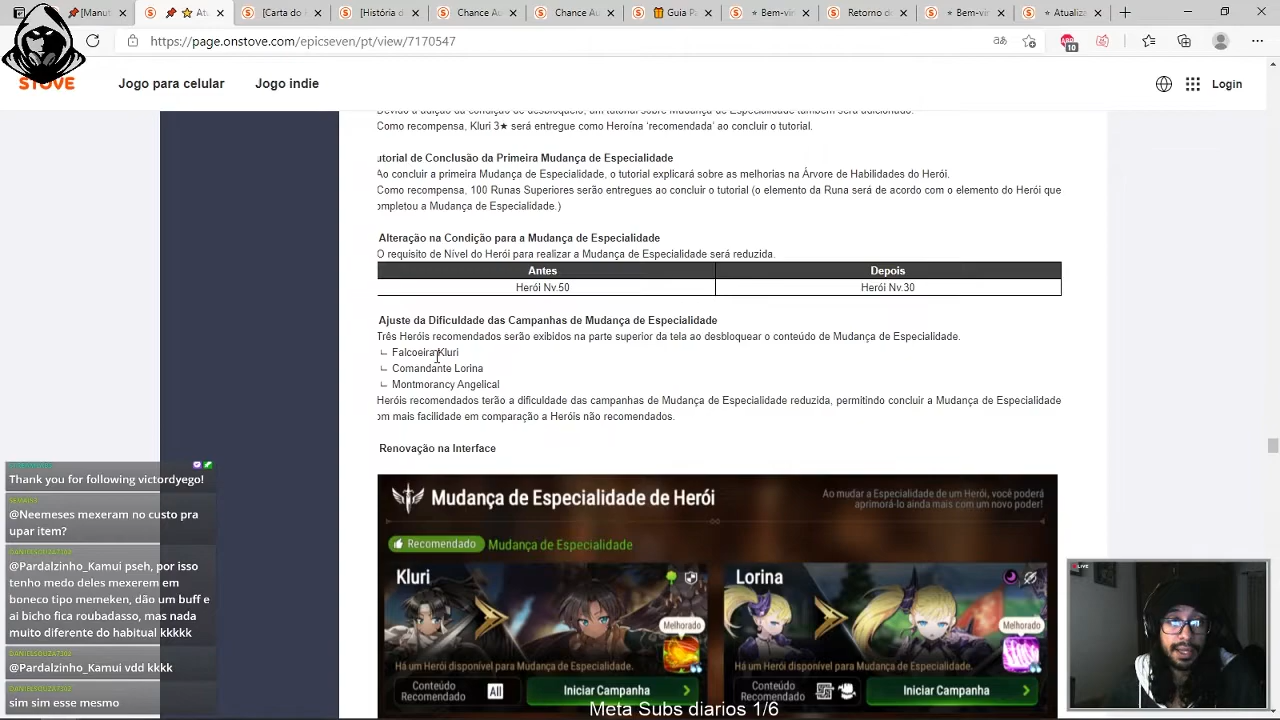 [Manut
At
[Carta do
[História
Chance A
Chance Au
Guia Pa
Bem-vi
Retorno d
Bem-vi
Atualiza
https://page.onstove.com/epicseven/pt/view/7170547
STOVE
Jogo para celular
Jogo indie
Login
Devido à adição da condição de desbloqueio, um tutorial sobre Mudança de Especialidade também será adicionado.
Como recompensa, Kluri 3★ será entregue como Heroína 'recomendada' ao concluir o tutorial.
utorial de Conclusão da Primeira Mudança de Especialidade
Ao concluir a primeira Mudança de Especialidade, o tutorial explicará sobre as melhorias na Árvore de Habilidades do Herói.
Como recompensa, 100 Runas Superiores serão entregues ao concluir o tutorial (o elemento da Runa será de acordo com o elemento do Herói que
ompletou a Mudança de Especialidade.)
Alteração na Condição para a Mudança de Especialidade
O requisito de Nível do Herói para realizar a Mudança de Especialidade será reduzida.
Antes
Depois
Herói Nv.50
Herói Nv.30
Ajuste da Dificuldade das Campanhas de Mudança de Especialidade
Três Heróis recomendados serão exibidos na parte superior da tela ao desbloquear o conteúdo de Mudança de Especialidade.
ㄴ Falcoeira Kluri
ㄴ Comandante Lorina
ㄴ Montmorancy Angelical
Heróis recomendados terão a dificuldade das campanhas de Mudança de Especialidade reduzida, permitindo concluir a Mudança de Especialidade
om mais facilidade em comparação a Heróis não recomendados.
Renovação na Interface
Mudança de Especialidade de Herói
Ao mudar a Especialidade de um Herói, você poderá
aprimorá-lo ainda mais com um novo poder!
Recomendado
Mudança de Especialidade
Kluri
Melhorado
Há um Herói disponível para Mudança de Especialidade.
Conteúdo
Recomendado
All
Iniciar Campanha
Lorina
Melhorado
Há um Herói disponível para Mudança de Especialidade.
Conteúdo
Recomendado
Iniciar Campanha
Thank you for following victordyego!
@Neemeses mexeram no custo pra
upar item?
DANIELSOUZAT102
@Pardalzinho_Kamui pseh, por isso
tenho medo deles mexerem em
boneco tipo memeken, dão um buff e
ai bicho fica roubadasso, mas nada
muito diferente do habitual kkkkk
DANIELSOUZAT102
@Pardalzinho_Kamui vdd kkkk
DANIELSOUZAT102
sim sim esse mesmo
LIVE
Meta Subs diarios 1/6
10